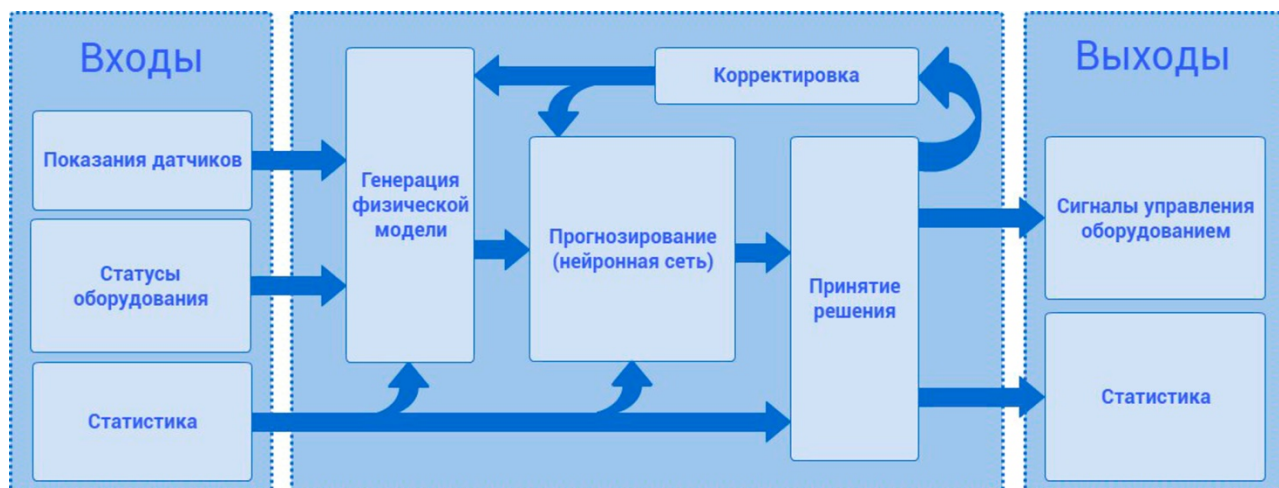 Входы
Показания датчиков
Статусы
оборудования
Статистика
Генерация
физической
модели
Корректировка
Прогнозирование
(нейронная сеть)
Принятие
решения
Выходы
Сигналы управления
оборудованием
Статистика